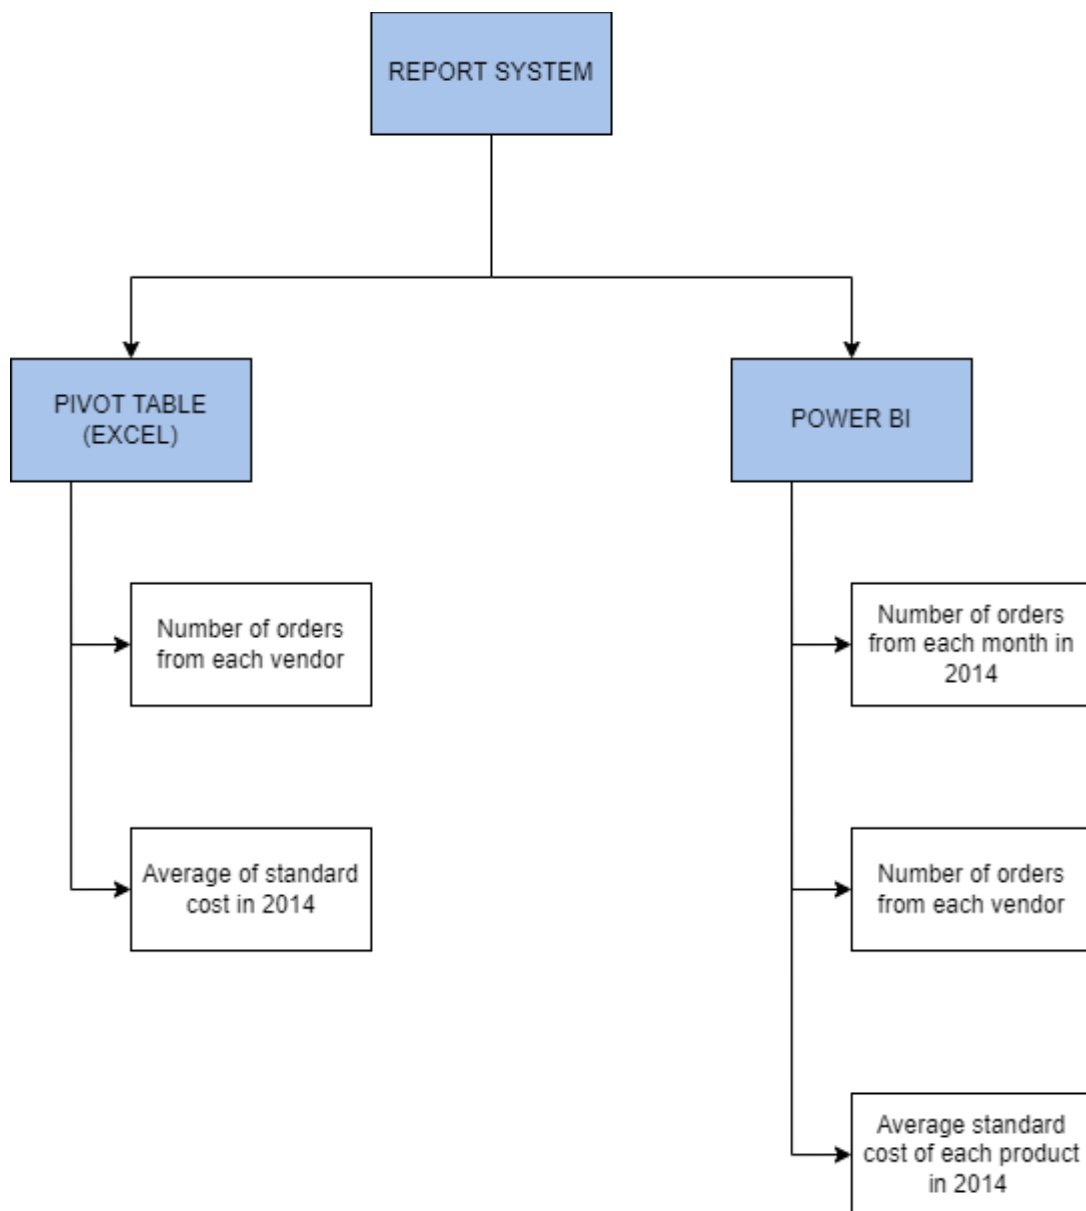 REPORT SYSTEM
PIVOT TABLE
(EXCEL)
POWER BI
Number of orders
from each vendor
Number of orders
from each month in
2014
Average of standard
cost in 2014
Number of orders
from each vendor
Average standard
cost of each product
in 2014